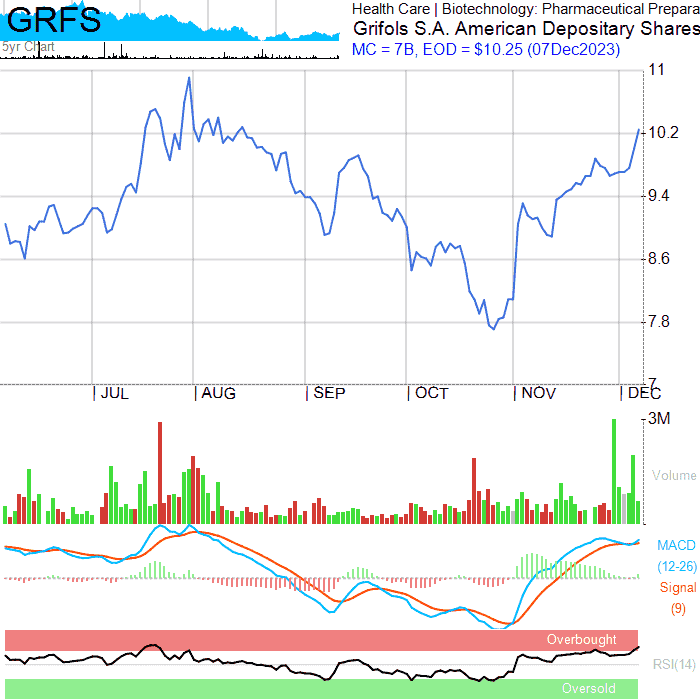 GRFS
5yr Chart
Health Care | Biotechnology: Pharmaceutical Prepara
Grifols S.A. American Depositary Shares
MC = 7B, EOD = $10.25 (07Dec2023)
11
10.2
9.4
8.6
7.8
7
JUL AUG SEP OCT NOV DEC
3M
Volume
MACD
(12-26)
Signal
(9)
Overbought
RSI(14)
Oversold